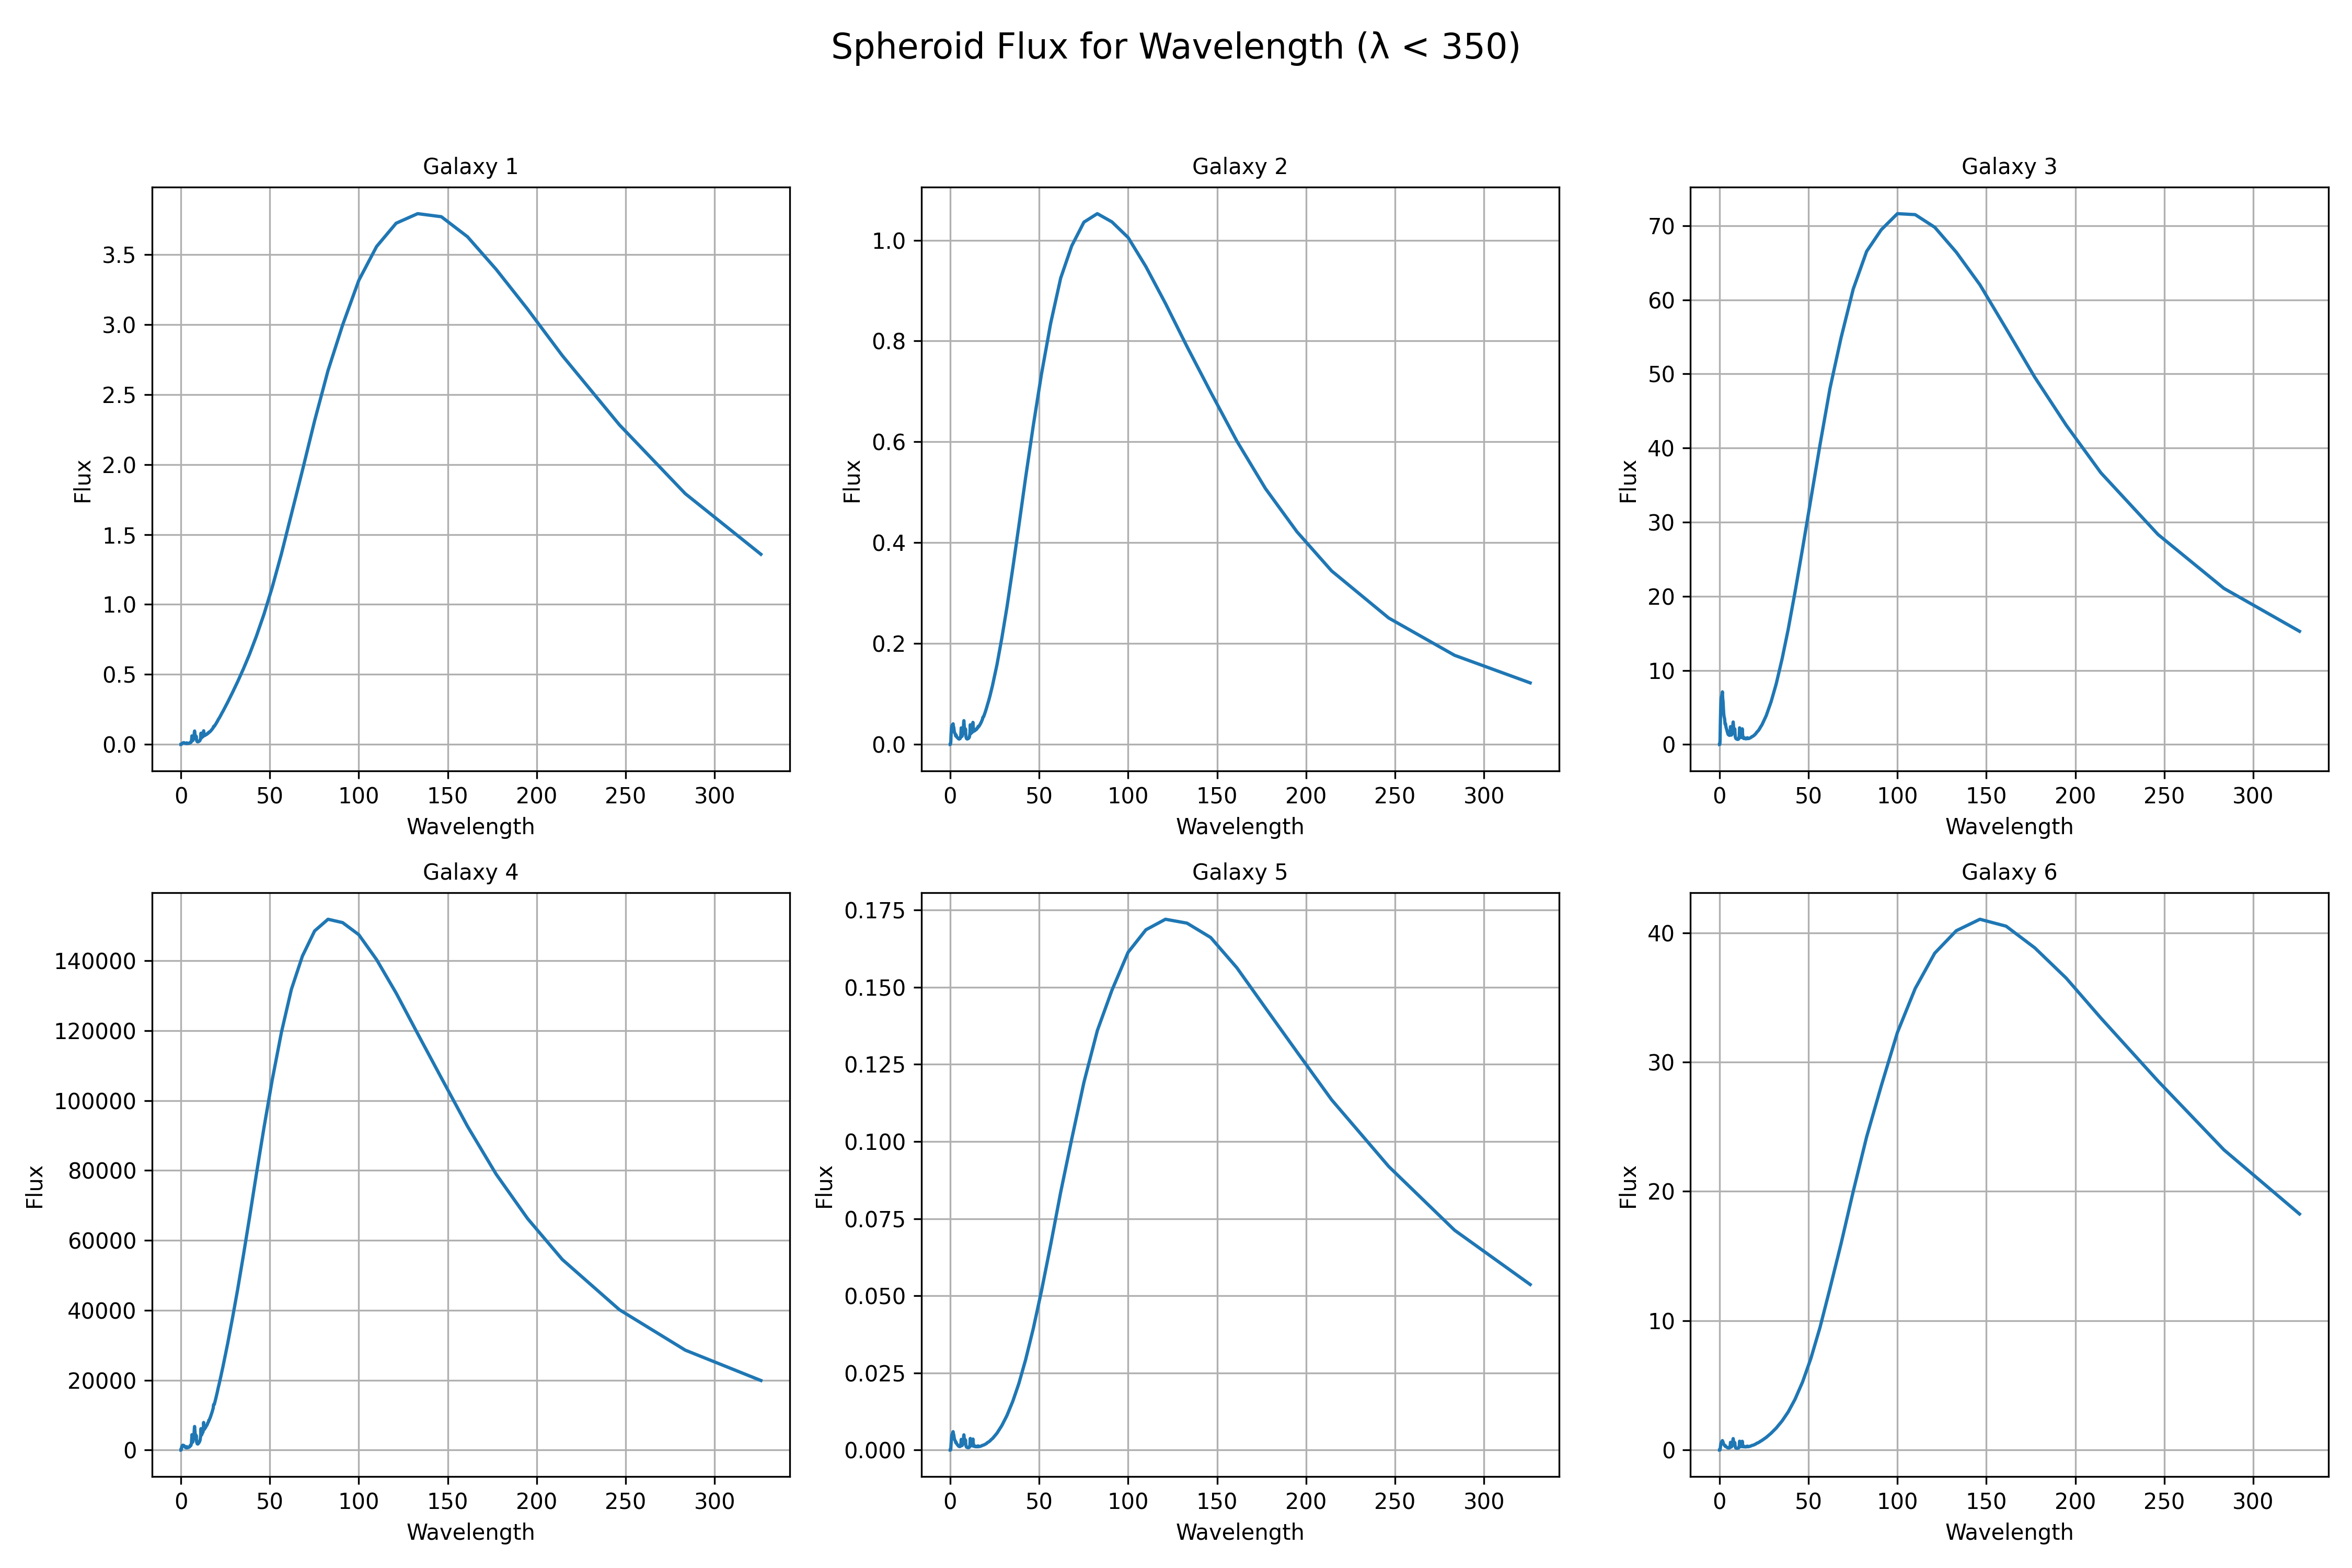 Spheroid Flux for Wavelength (λ < 350)
Galaxy 1
Flux
3.5
3.0
2.5
2.0
1.5
1.0
0.5
0.0
0 50 100 150 200 250 300
Wavelength
Galaxy 2
Flux
1.0
0.8
0.6
0.4
0.2
0.0
0 50 100 150 200 250 300
Wavelength
Galaxy 3
Flux
70
60
50
40
30
20
10
0
0 50 100 150 200 250 300
Wavelength
Galaxy 4
Flux
140000
120000
100000
80000
60000
40000
20000
0
0 50 100 150 200 250 300
Wavelength
Galaxy 5
Flux
0.175
0.150
0.125
0.100
0.075
0.050
0.025
0.000
0 50 100 150 200 250 300
Wavelength
Galaxy 6
Flux
40
30
20
10
0
0 50 100 150 200 250 300
Wavelength